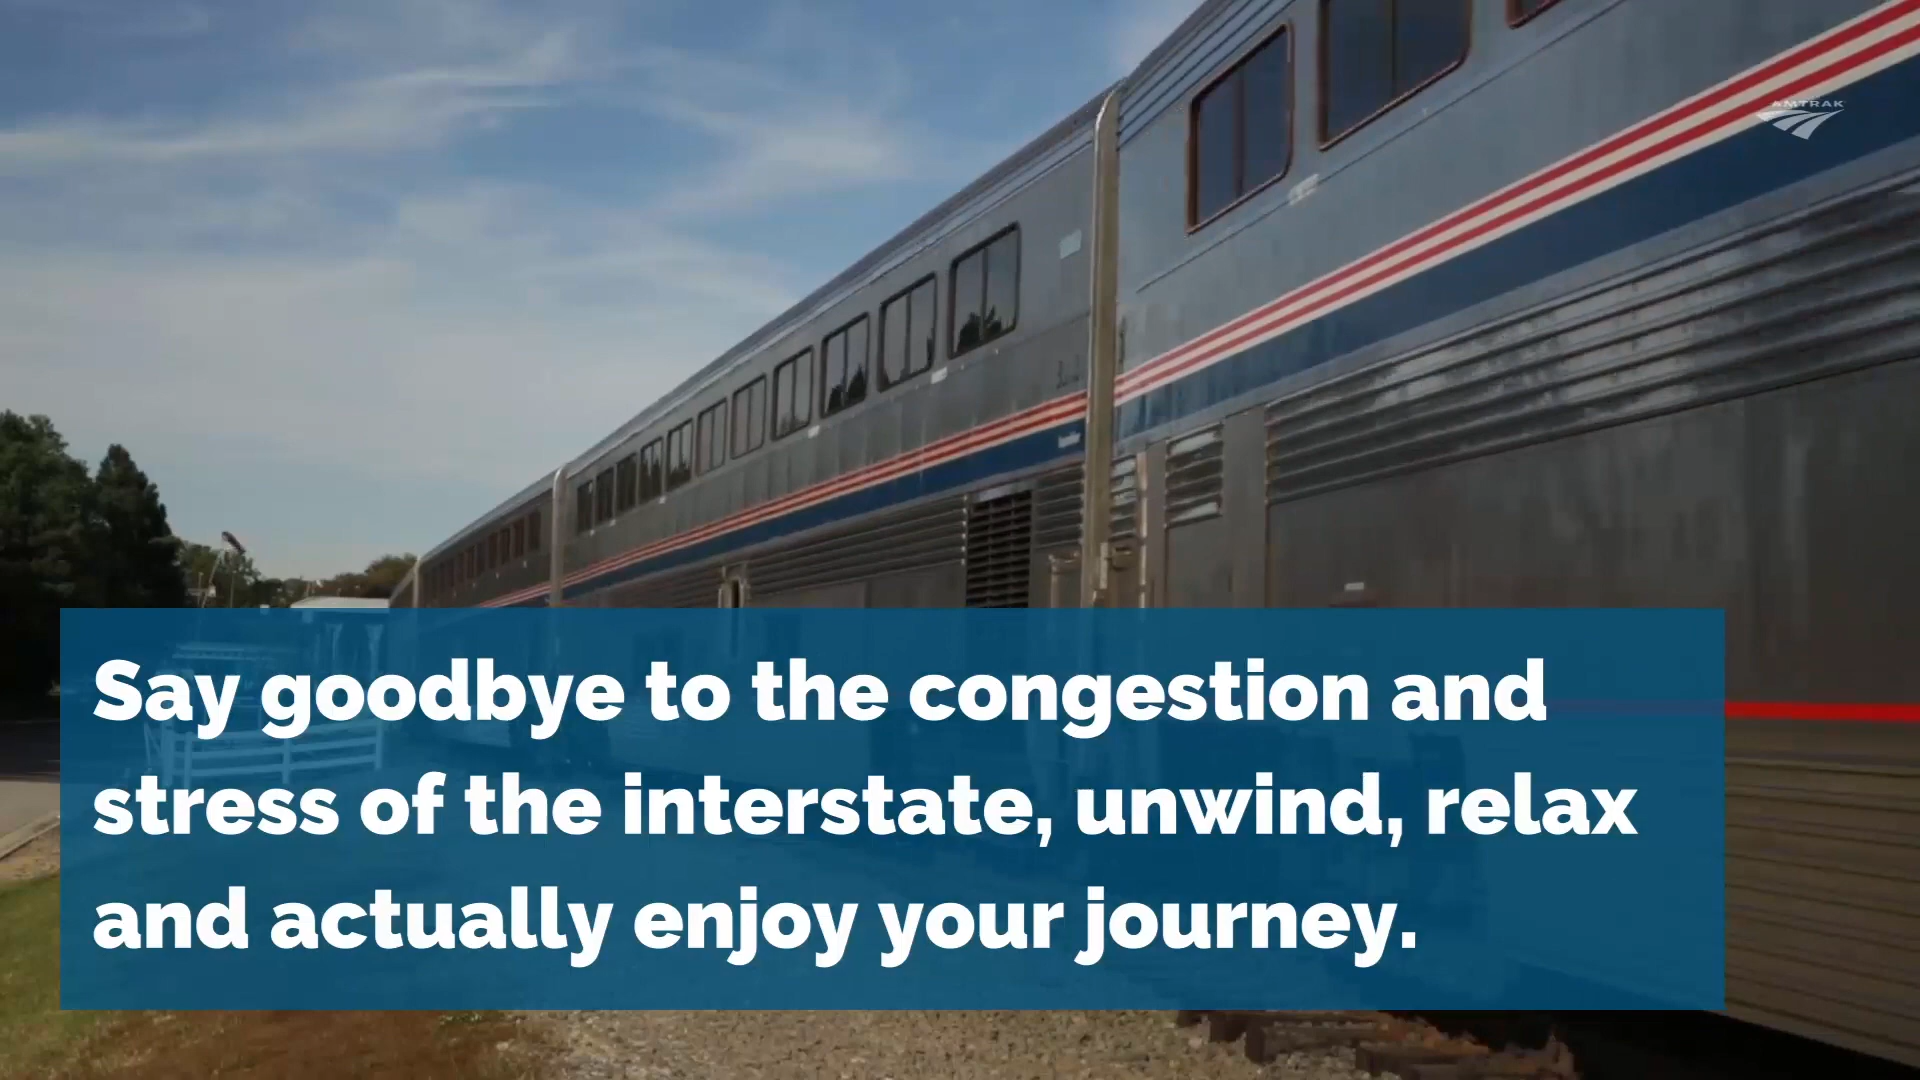 AMTRAK
Say goodbye to the congestion and
stress of the interstate, unwind, relax
and actually enjoy your journey.